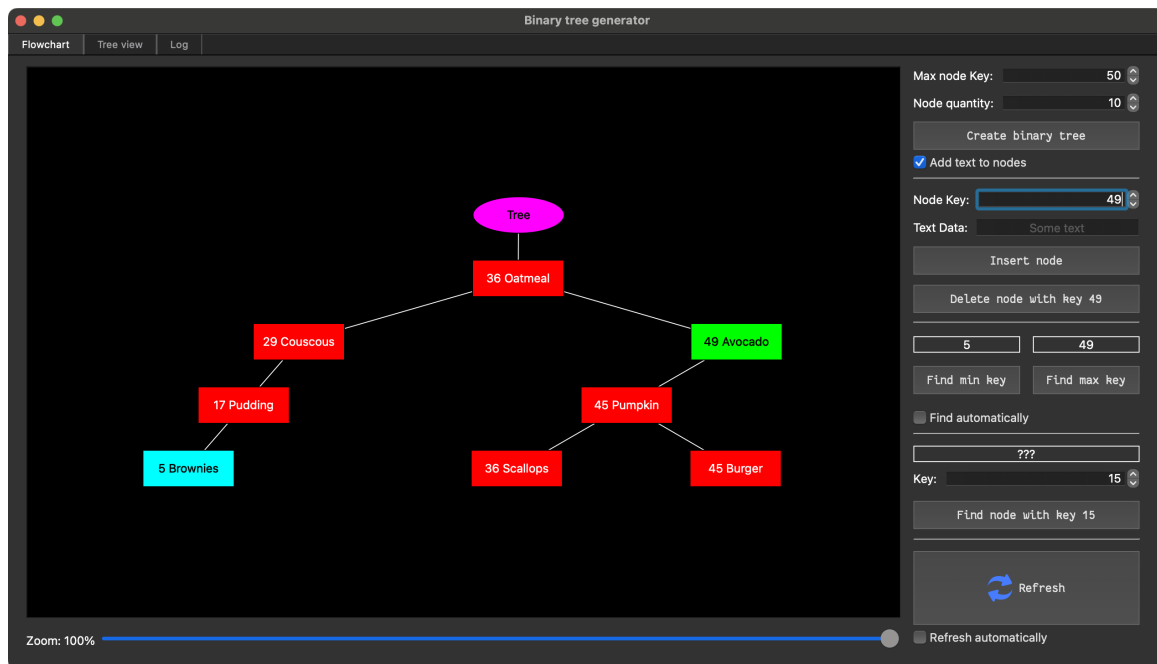 Binary tree generator
Flowchart Tree view Log
Max node Key: 50
Node quantity: 10
Create binary tree
Add text to nodes
Node Key: 49
Text Data: Some text
Insert node
Delete node with key 49
5 49
Find min key Find max key
Find automatically
???
Key: 15
Find node with key 15
Refresh
Refresh automatically
Tree
36 Oatmeal
29 Couscous 49 Avocado
17 Pudding 45 Pumpkin
5 Brownies 36 Scallops 45 Burger
Zoom: 100%